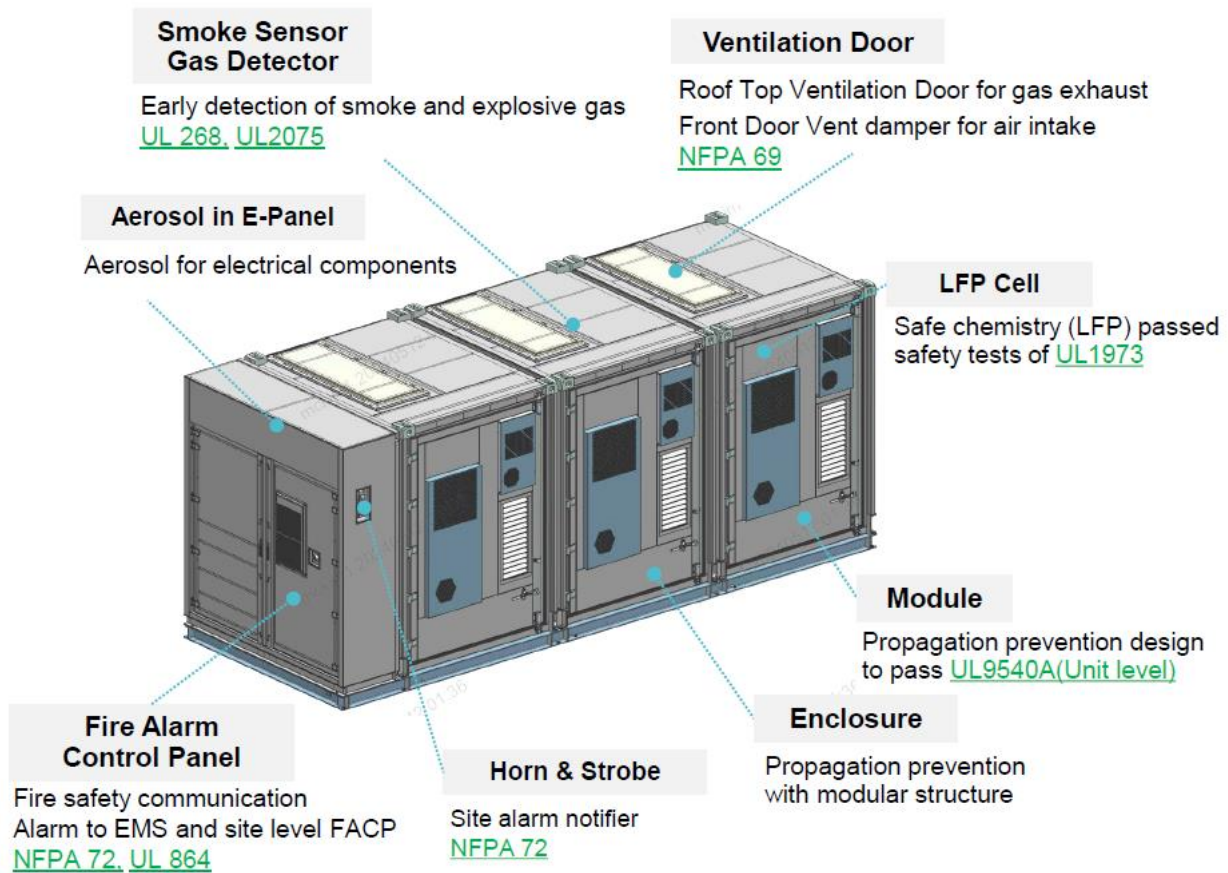 Smoke Sensor
Gas Detector
Early detection of smoke and explosive gas
UL 268, UL2075
Ventilation Door
Roof Top Ventilation Door for gas exhaust
Front Door Vent damper for air intake
NFPA 69
Aerosol in E-Panel
Aerosol for electrical components
LFP Cell
Safe chemistry (LFP) passed
safety tests of UL1973
Module
Propagation prevention design
to pass UL9540A(Unit level)
Enclosure
Propagation prevention
with modular structure
Fire Alarm
Control Panel
Fire safety communication
Alarm to EMS and site level FACP
NFPA 72, UL 864
Horn & Strobe
Site alarm notifier
NFPA 72